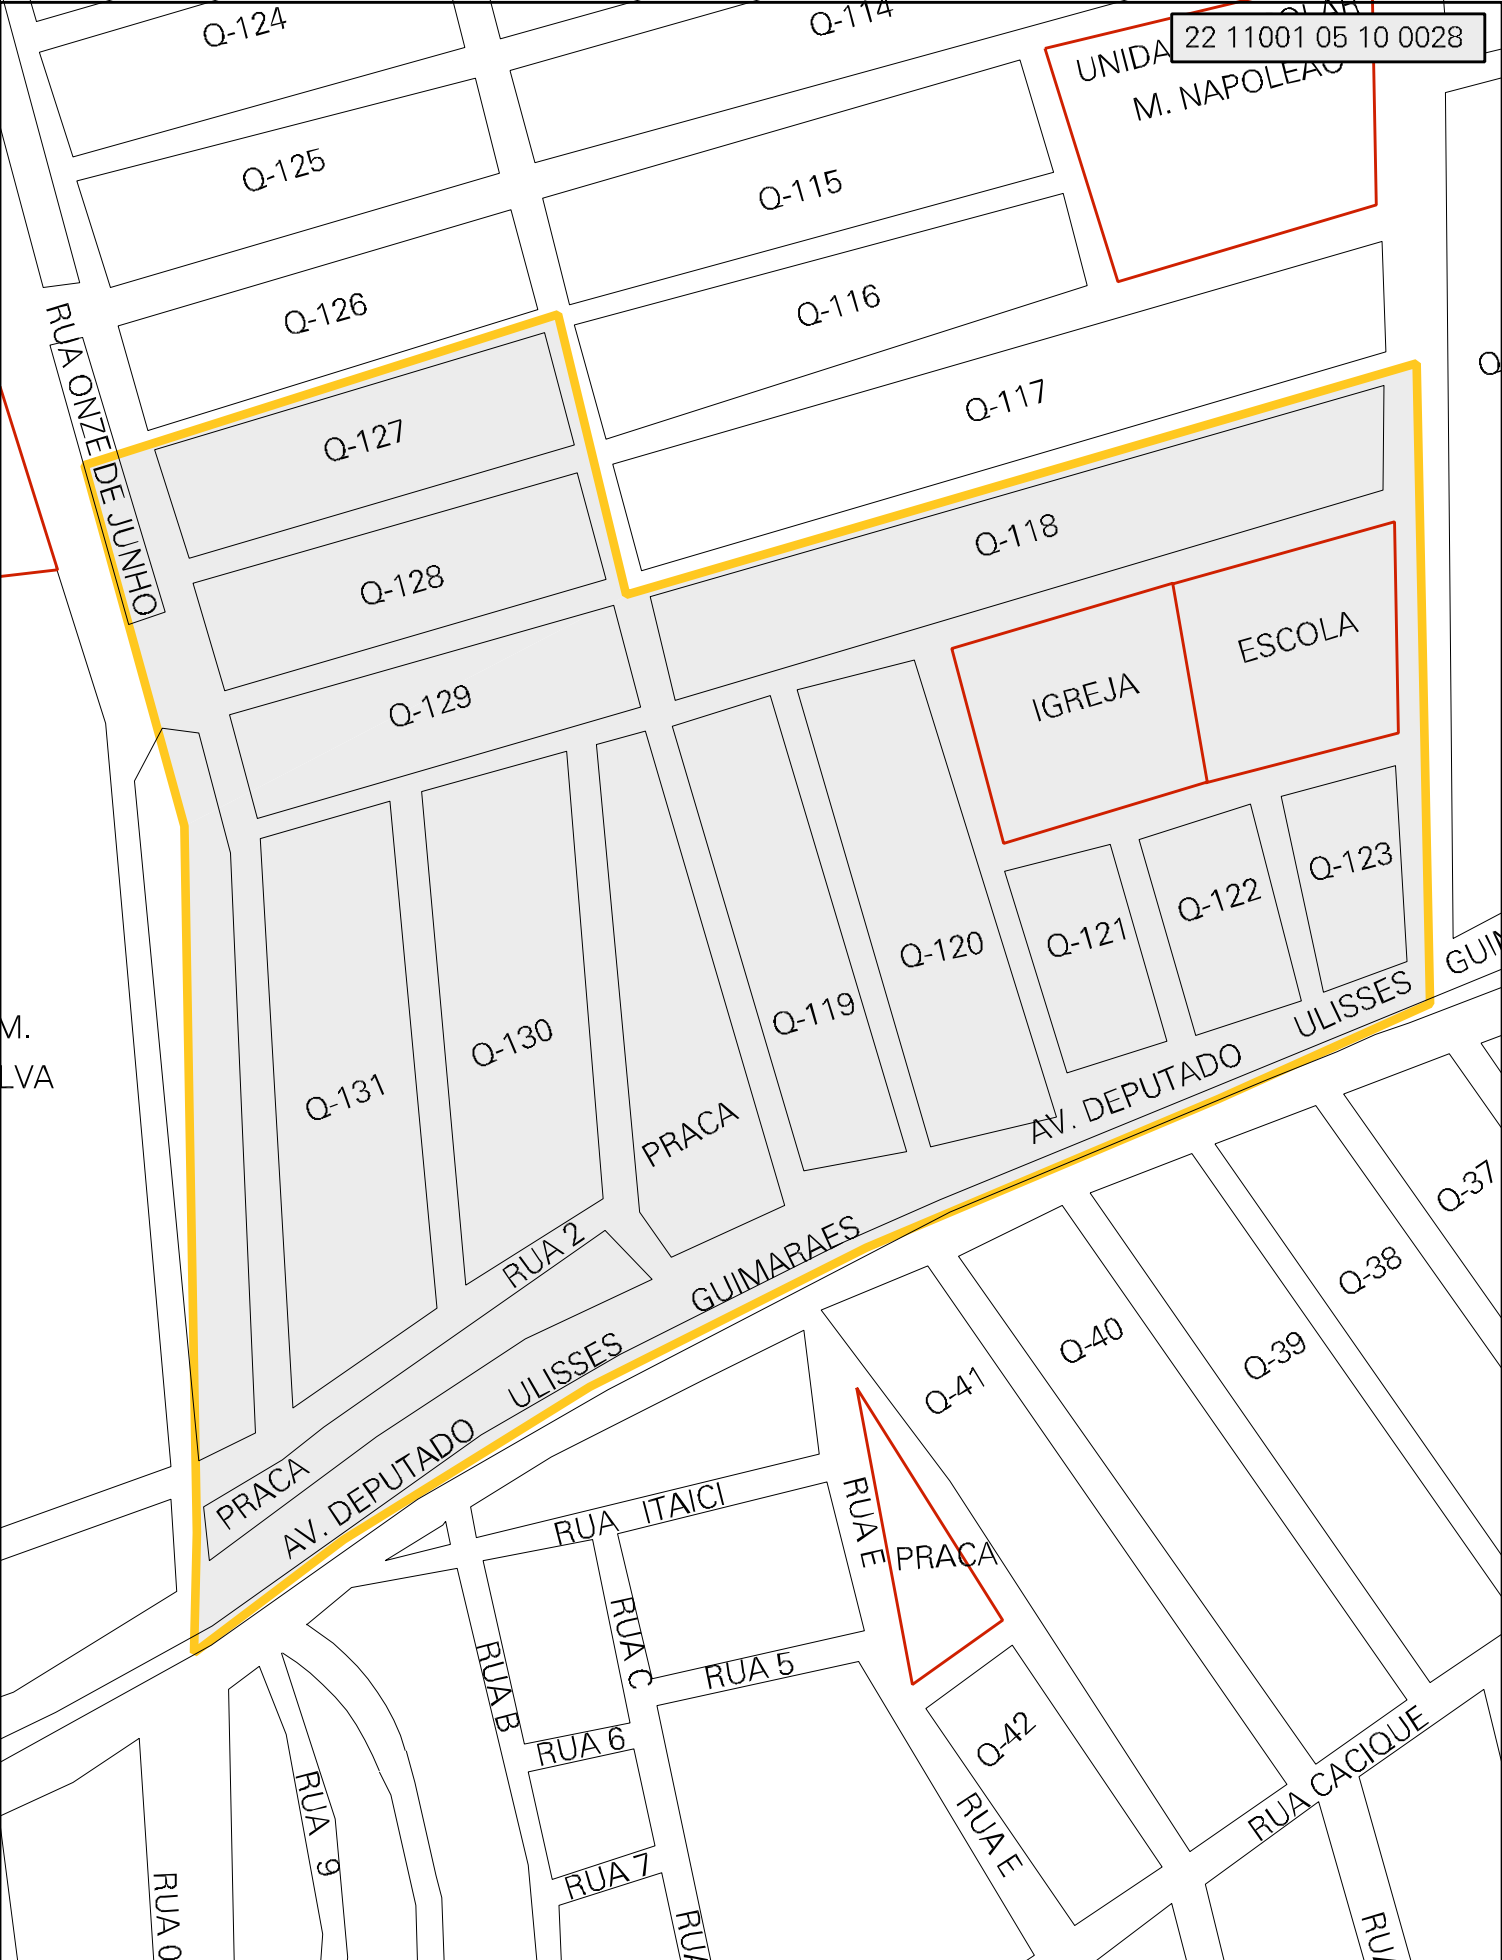 Q-124
Q-114
22 11001 05 10 0028
M. NAPOLEAO
Q-125
Q-115
Q-126
Q-116
RUA ONZE DE JUNHO
Q-127
Q-117
Q-128
Q-118
ESCOLA
IGREJA
Q-129
Q-123
Q-122
Q-121
Q-120
Q-119
Q-130
Q-131
PRACA
M.
LVA
AV. DEPUTADO ULISSES
GUIMARAES
RUA 2
AV. DEPUTADO ULISSES
PRACA
Q-37
Q-38
Q-39
Q-40
Q-41
RUA ITAICI
RUA E
PRACA
RUA C
RUA B
RUA 5
RUA 6
RUA 7
RUA 9
RUA 0
Q-42
RUA E
RUA CACIQUE
RUA